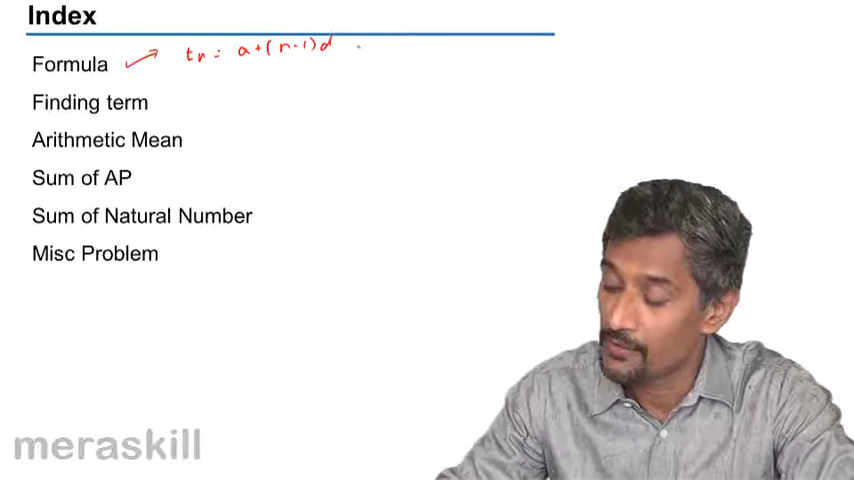 Index
Formula tn = a+(n-1)d
Finding term
Arithmetic Mean
Sum of AP
Sum of Natural Number
Misc Problem
meraskill